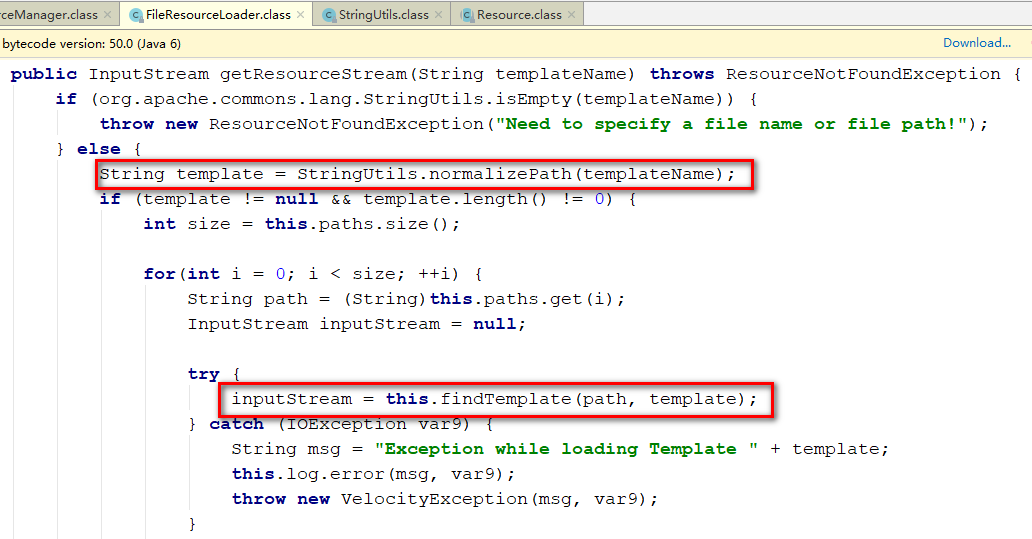 rceManager.class × FileResourceLoader.class × StringUtils.class × Resource.class ×
bytecode version: 50.0 (Java 6) Download...
public InputStream getResourceStream(String templateName) throws ResourceNotFoundException {
    if (org.apache.commons.lang.StringUtils.isEmpty(templateName)) {
        throw new ResourceNotFoundException("Need to specify a file name or file path!");
    } else {
        String template = StringUtils.normalizePath(templateName);
        if (template != null && template.length() != 0) {
            int size = this.paths.size();
            for(int i = 0; i < size; ++i) {
                String path = (String)this.paths.get(i);
                InputStream inputStream = null;
                try {
                    inputStream = this.findTemplate(path, template);
                } catch (IOException var9) {
                    String msg = "Exception while loading Template " + template;
                    this.log.error(msg, var9);
                    throw new VelocityException(msg, var9);
                }